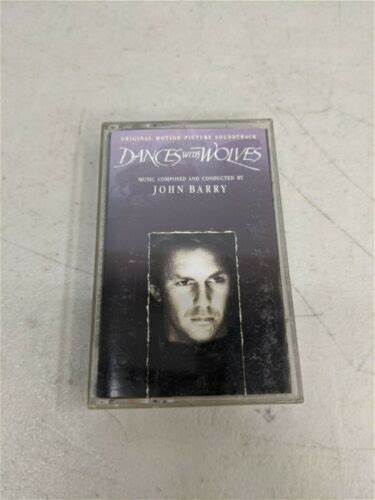 ORIGINAL MOTION PICTURE SOUNDTRACK
DANCES WITH WOLVES
MUSIC COMPOSED AND CONDUCTED BY
JOHN BARRY